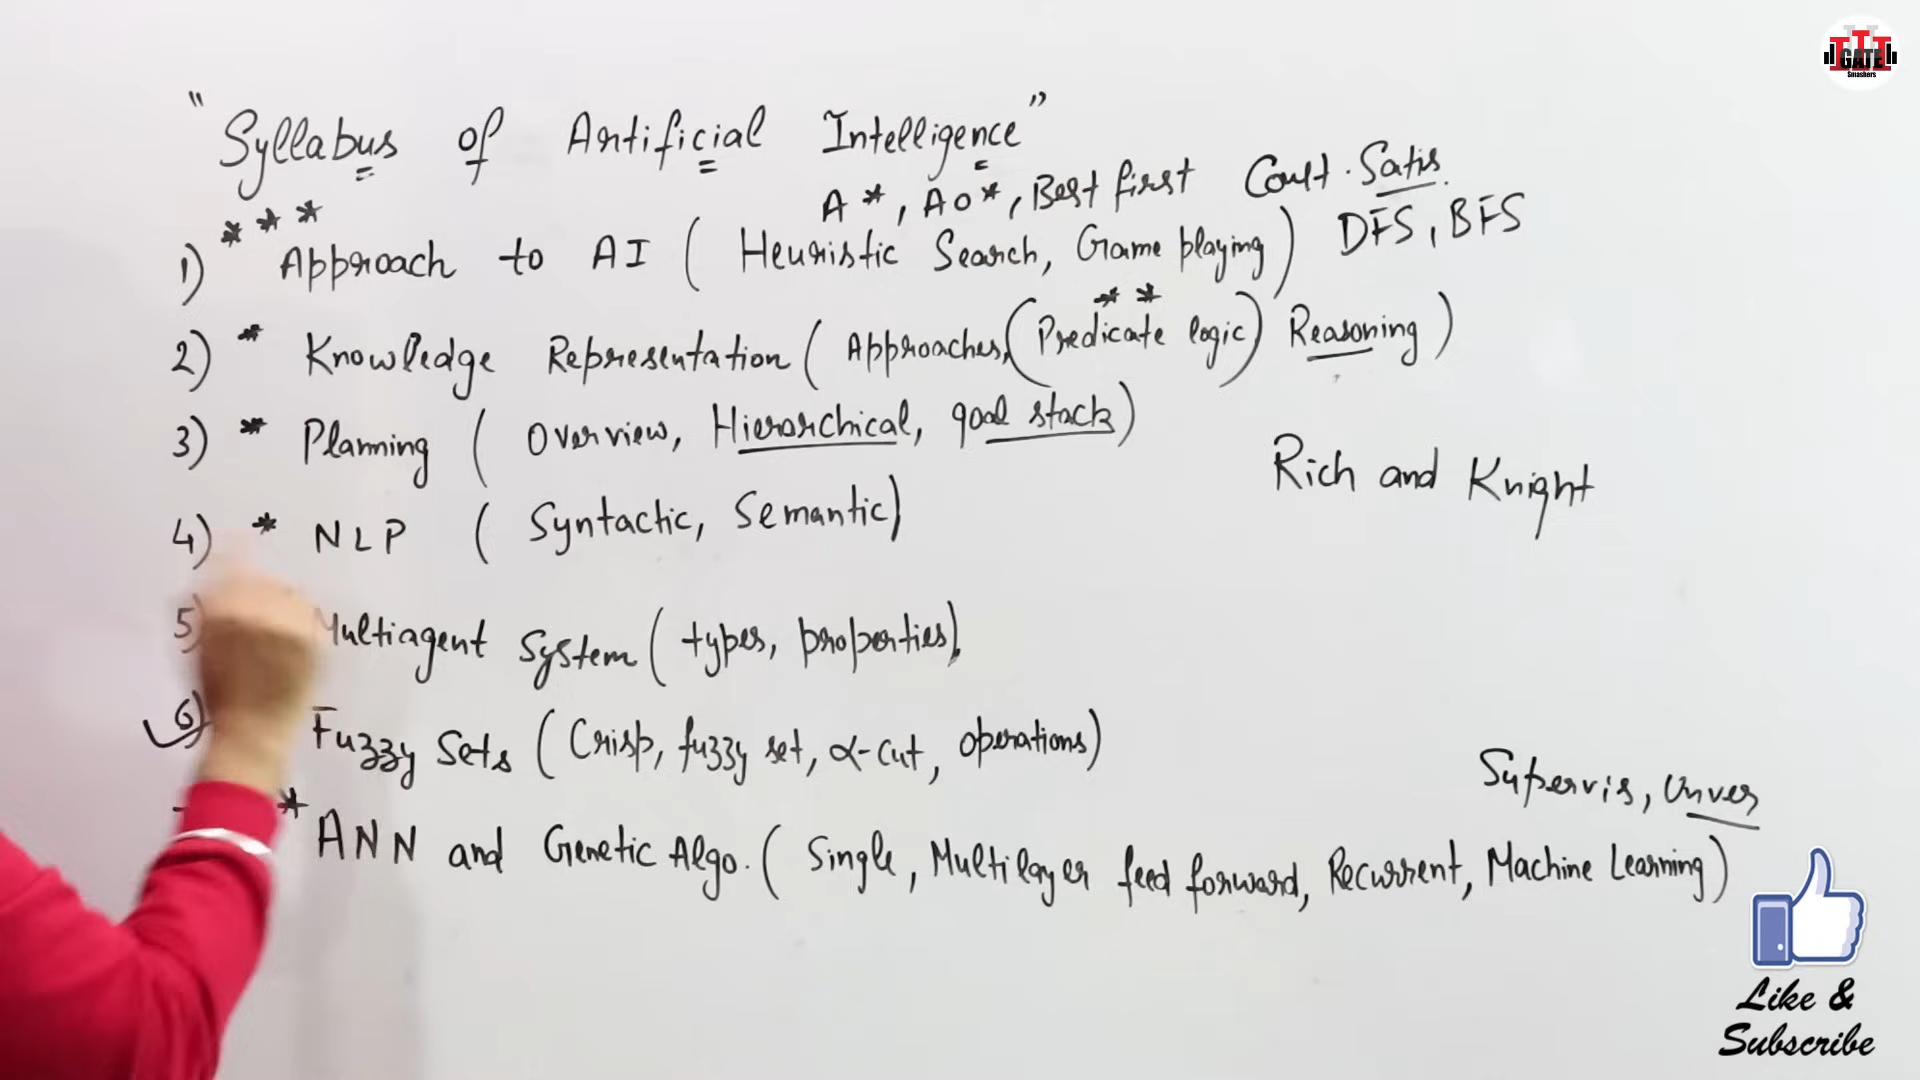 "Syllabus of Artificial Intelligence"
A*, AO*, Best first Const. Satis.
DFS, BFS
***
1) Approach to AI ( Heuristic Search, Game playing)
**
2) * Knowledge Representation ( Approaches, (Predicate logic) Reasoning )
3) * Planning ( Overview, Hierarchical, goal stack)
Rich and Knight
4) * NLP ( Syntactic, Semantic)
5) Multiagent System ( types, properties)
6) Fuzzy Sets ( Crisp, fuzzy set, α-cut, operations)
Supervis,
* ANN and Genetic Algo. ( Single, Multilayer feed forward, Recurrent, Machine Learning)
GATE
Smashers
Like &
Subscribe